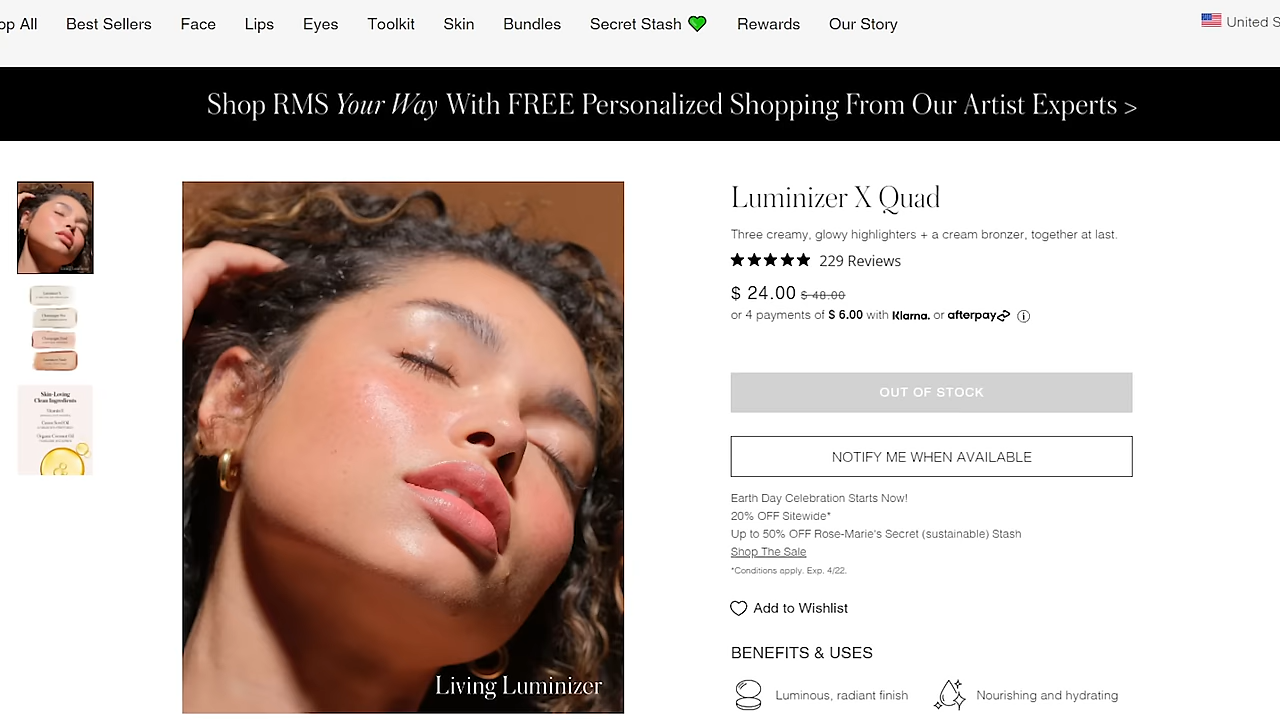 op All Best Sellers Face Lips Eyes Toolkit Skin Bundles Secret Stash Rewards Our Story United S
Shop RMS Your Way With FREE Personalized Shopping From Our Artist Experts >
Luminizer X Quad
Three creamy, glowy highlighters + a cream bronzer, together at last.
229 Reviews
$ 24.00 $ 48.00
or 4 payments of $ 6.00 with Klarna. or afterpay
OUT OF STOCK
NOTIFY ME WHEN AVAILABLE
Earth Day Celebration Starts Now!
20% OFF Sitewide*
Up to 50% OFF Rose-Marie's Secret (sustainable) Stash
Shop The Sale
*Conditions apply. Exp. 4/22.
Add to Wishlist
BENEFITS & USES
Luminous, radiant finish Nourishing and hydrating
Living Luminizer
Skin-Loving
Clean Ingredients